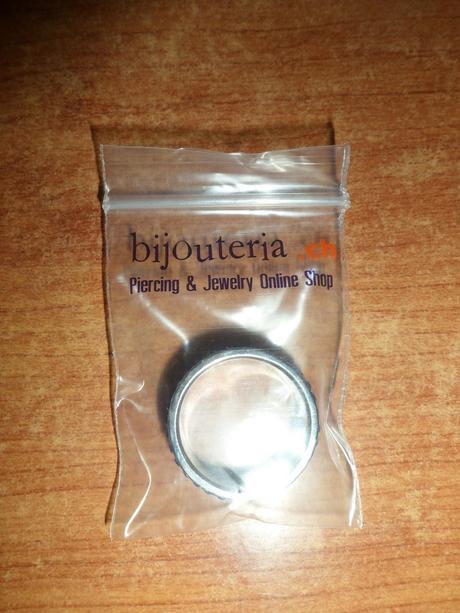 bijouteria .ch
Piercing & Jewelry Online Shop